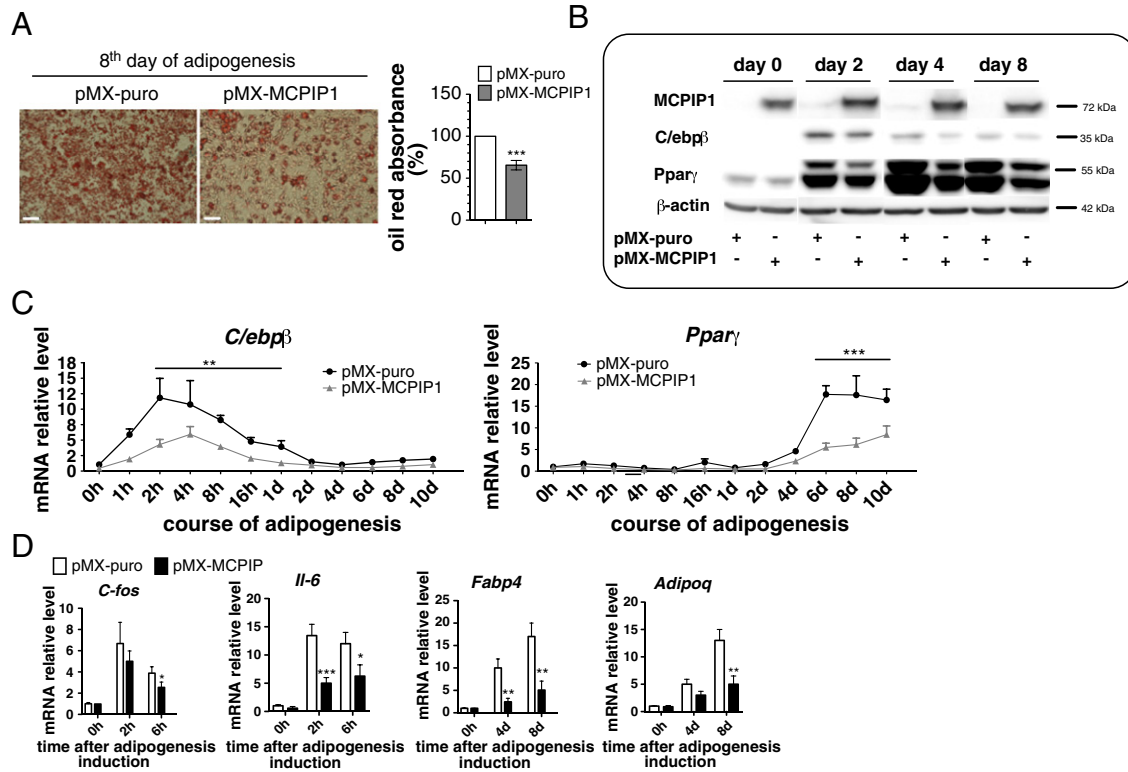 A
8th day of adipogenesis
pMX-puro
pMX-MCPIP1
pMX-puro
pMX-MCPIP1
oil red absorbance
(%)
150
100
50
0
***
B
day 0 day 2 day 4 day 8
MCPIP1
72 kDa
C/ebpβ
35 kDa
Pparγ
55 kDa
β-actin
42 kDa
pMX-puro + - + - + - + -
pMX-MCPIP1 - + - + - + - +
C
C/ebpβ
mRNA relative level
18
15
12
10
8
5
2
0
**
pMX-puro
pMX-MCPIP1
0h 1h 2h 4h 8h 16h 1d 2d 4d 6d 8d 10d
course of adipogenesis
Pparγ
mRNA relative level
25
20
15
10
5
0
***
pMX-puro
pMX-MCPIP1
0h 1h 2h 4h 8h 16h 1d 2d 4d 6d 8d 10d
course of adipogenesis
D
pMX-puro pMX-MCPIP
C-fos
mRNA relative level
10
8
6
4
2
0
*
0h 2h 6h
time after adipogenesis
induction
Il-6
mRNA relative level
20
15
10
5
0
***
*
0h 2h 6h
time after adipogenesis
induction
Fabp4
mRNA relative level
25
20
15
10
5
0
**
**
0h 4d 8d
time after adipogenesis
induction
Adipoq
mRNA relative level
20
15
10
5
0
**
0h 4d 8d
time after adipogenesis
induction